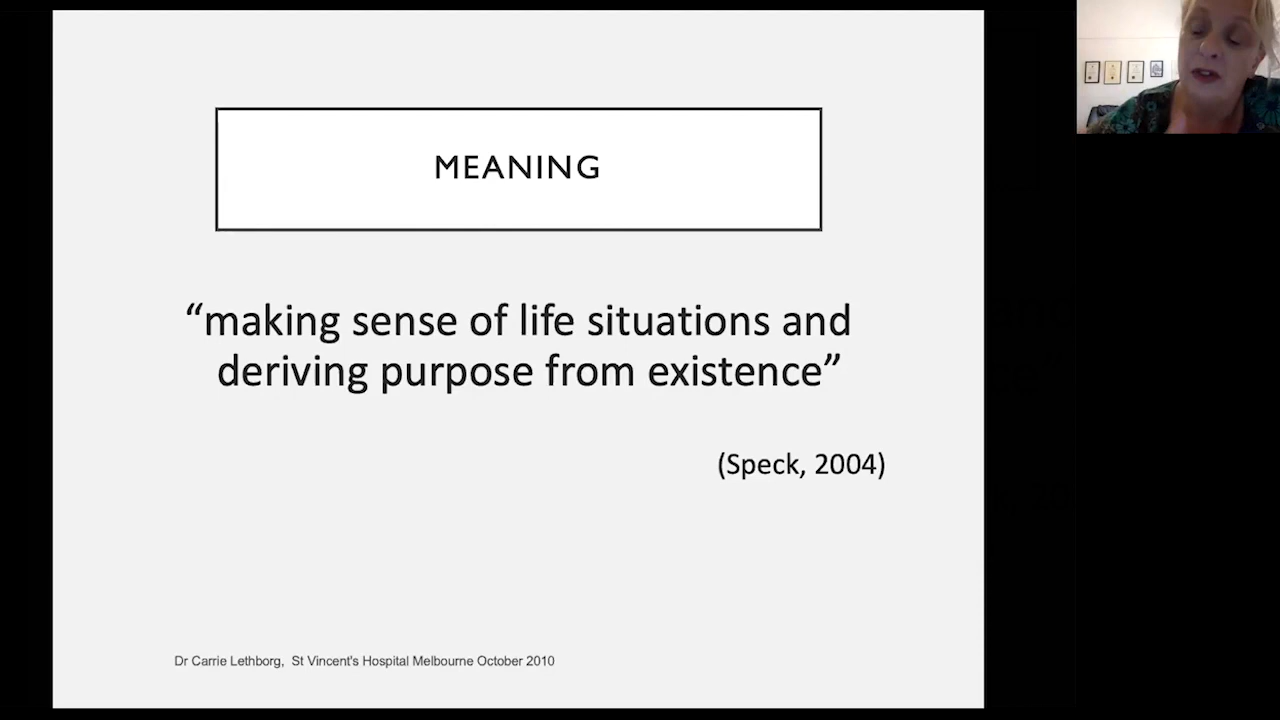 MEANING
“making sense of life situations and
deriving purpose from existence”
(Speck, 2004)
Dr Carrie Lethborg, St Vincent's Hospital Melbourne October 2010